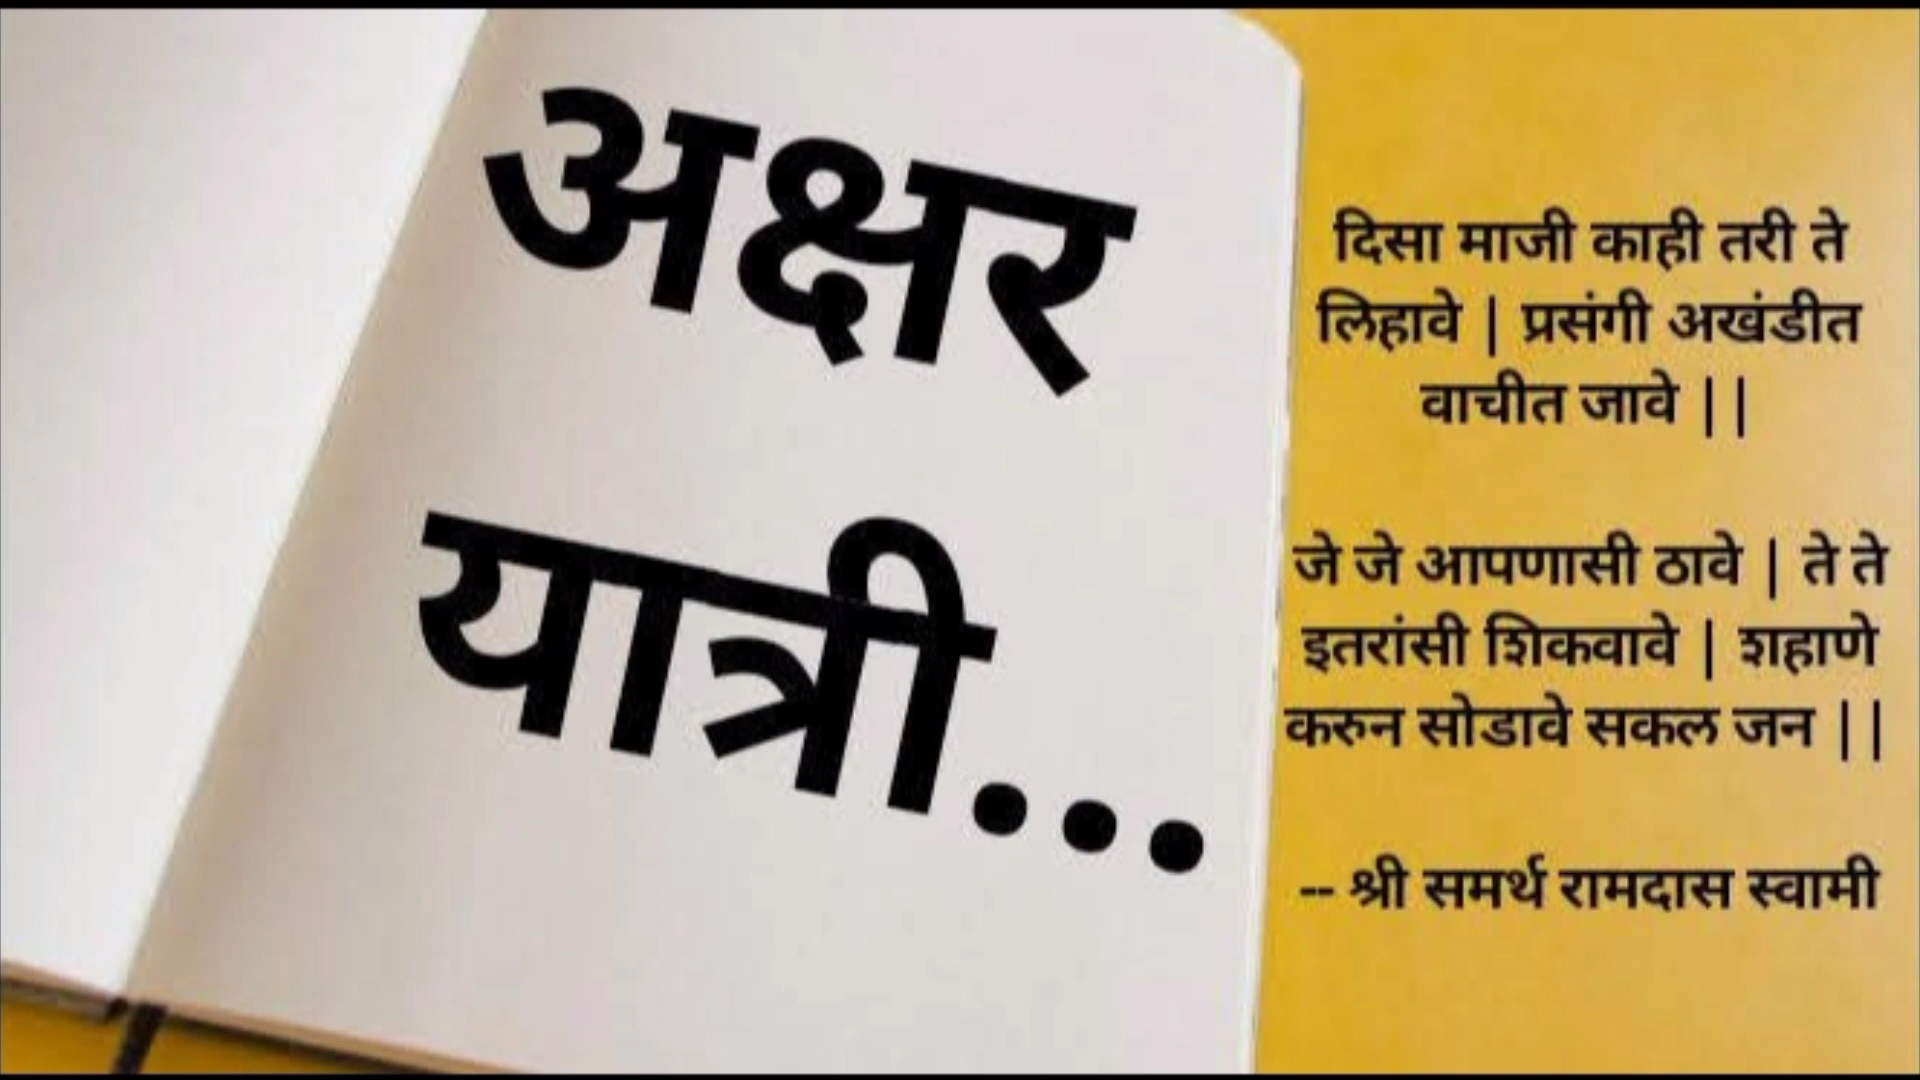 अक्षर
यात्री...
दिसा माजी काही तरी ते
लिहावे | प्रसंगी अखंडीत
वाचीत जावे ||
जे जे आपणासी ठावे | ते ते
इतरांसी शिकवावे | शहाणे
करुन सोडावे सकल जन ||
-- श्री समर्थ रामदास स्वामी